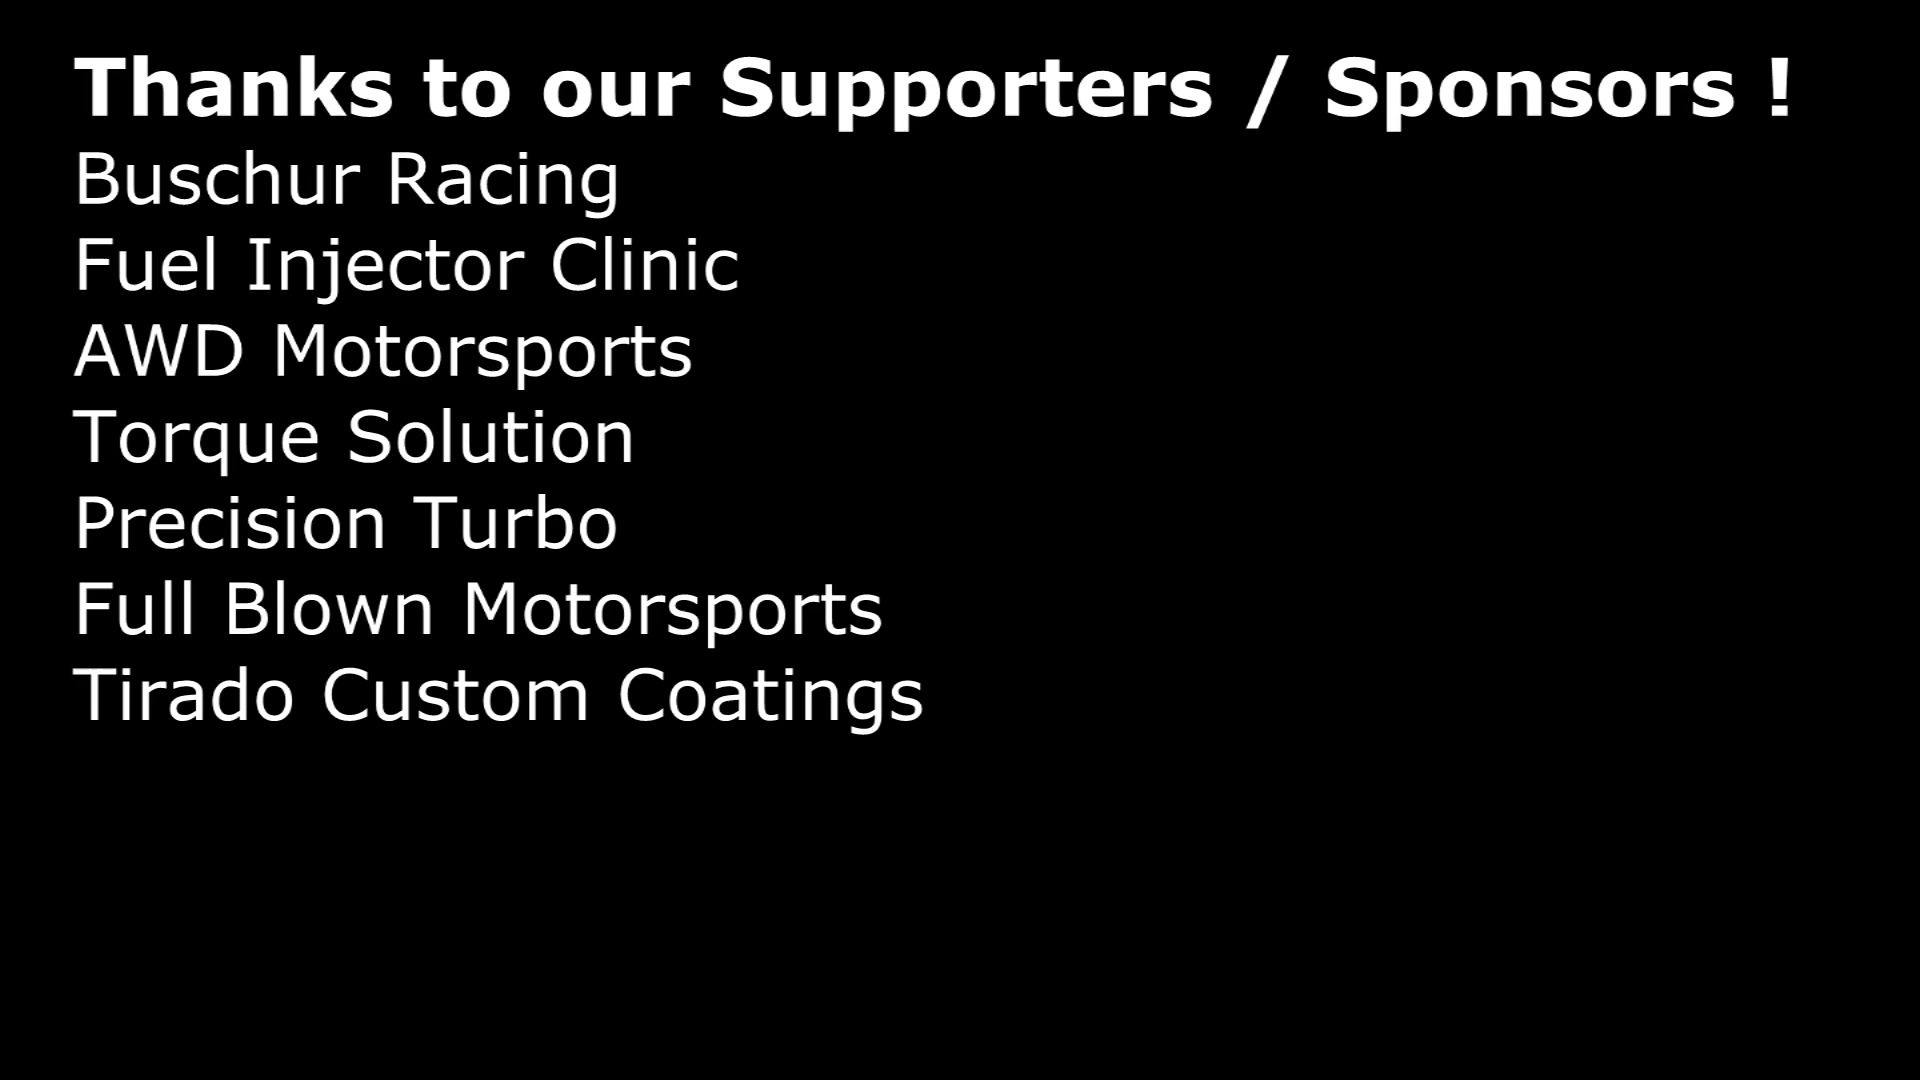 Thanks to our Supporters / Sponsors !
Buschur Racing
Fuel Injector Clinic
AWD Motorsports
Torque Solution
Precision Turbo
Full Blown Motorsports
Tirado Custom Coatings